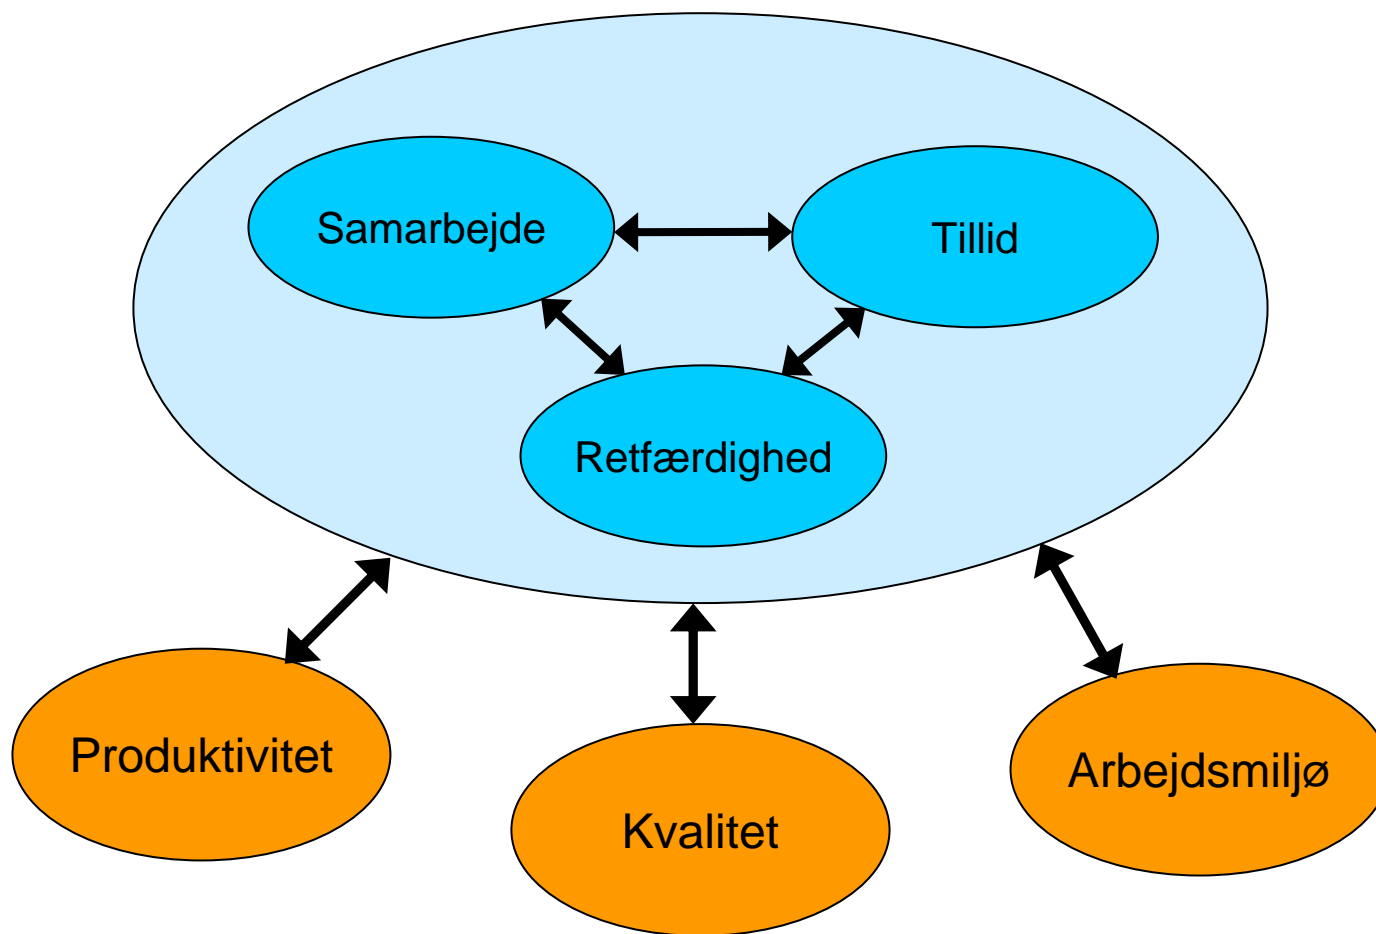 Samarbejde
Tillid
Retfærdighed
Produktivitet
Kvalitet
Arbejdsmiljø